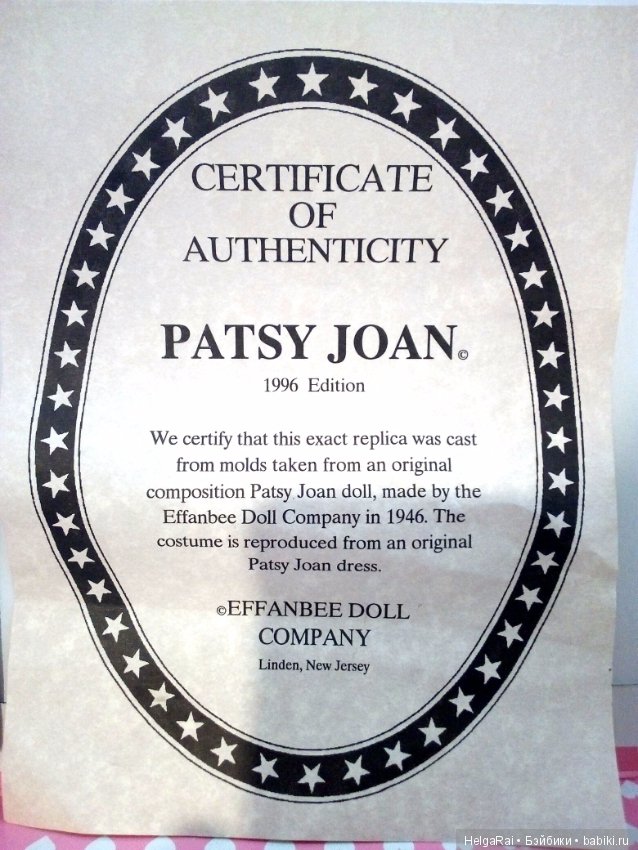 CERTIFICATE
OF
AUTHENTICITY
PATSY JOAN©
1996 Edition
We certify that this exact replica was cast
from molds taken from an original
composition Patsy Joan doll, made by the
Effanbee Doll Company in 1946. The
costume is reproduced from an original
Patsy Joan dress.
©EFFANBEE DOLL
COMPANY
Linden, New Jersey
HelgaRai • Бэйбики • babiki.ru